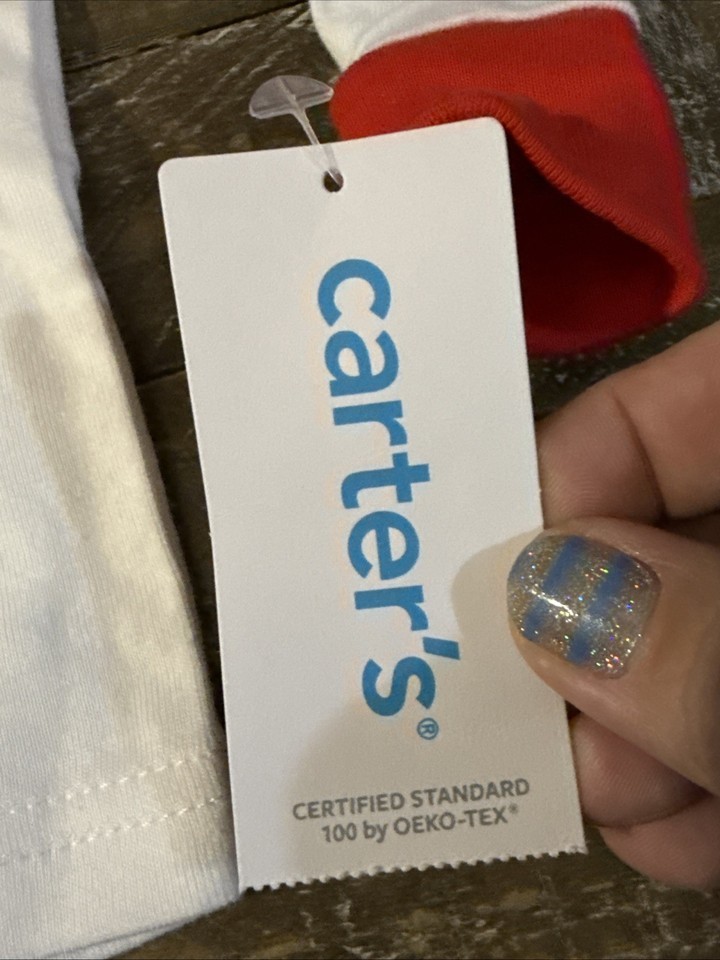 carter's®
CERTIFIED STANDARD
100 by OEKO-TEX®